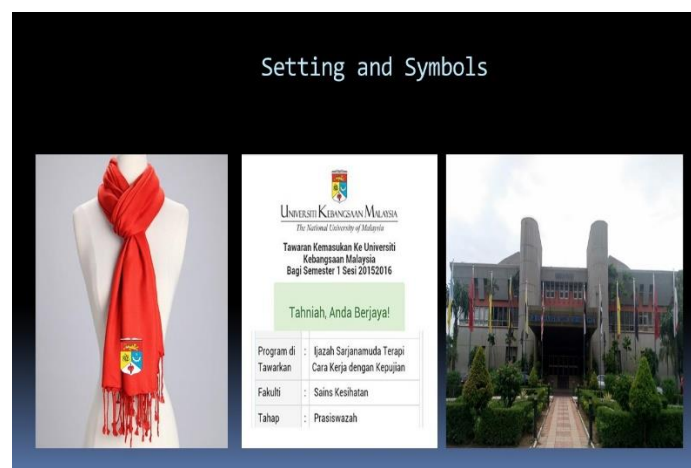 Setting and Symbols
UNIVERSITI KEBANGSAAN MALAYSIA
The National University of Malaysia
Tawaran Kemasukan Ke Universiti
Kebangsaan Malaysia
Bagi Semester 1 Sesi 20152016
Tahniah, Anda Berjaya!
Program di : Ijazah Sarjanamuda Terapi
Tawarkan Cara Kerja dengan Kepujian
Fakulti : Sains Kesihatan
Tahap : Prasiswazah